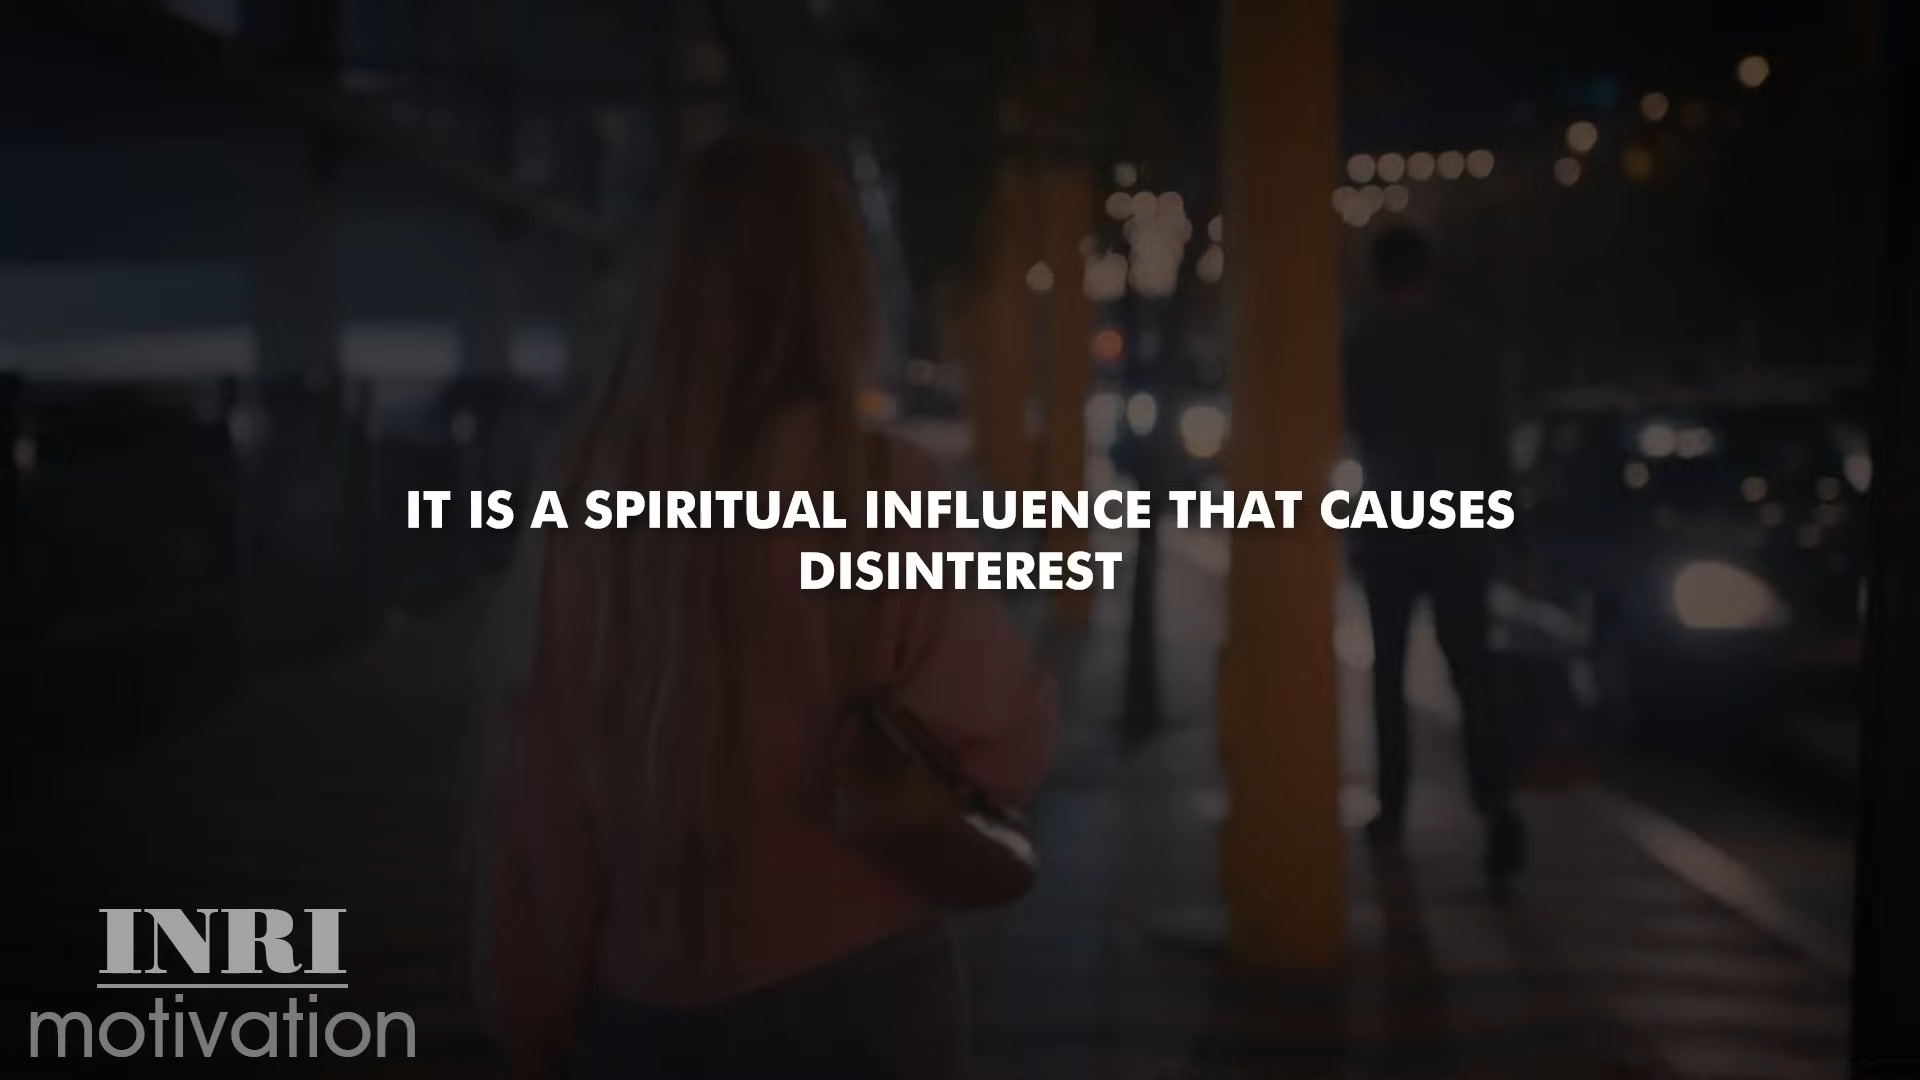 IT IS A SPIRITUAL INFLUENCE THAT CAUSES
DISINTEREST
INRI
motivation